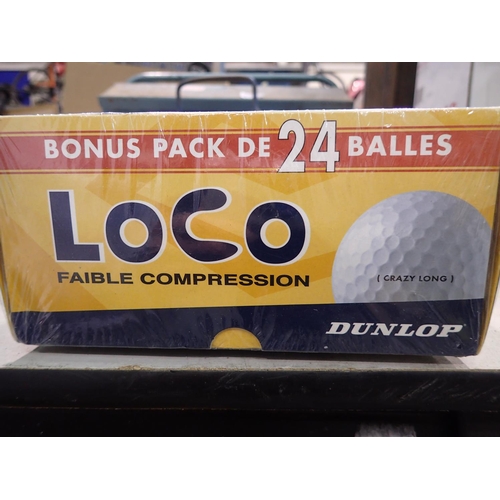 BONUS PACK DE 24 BALLES
LoCo
FAIBLE COMPRESSION
( CRAZY LONG )
DUNLOP